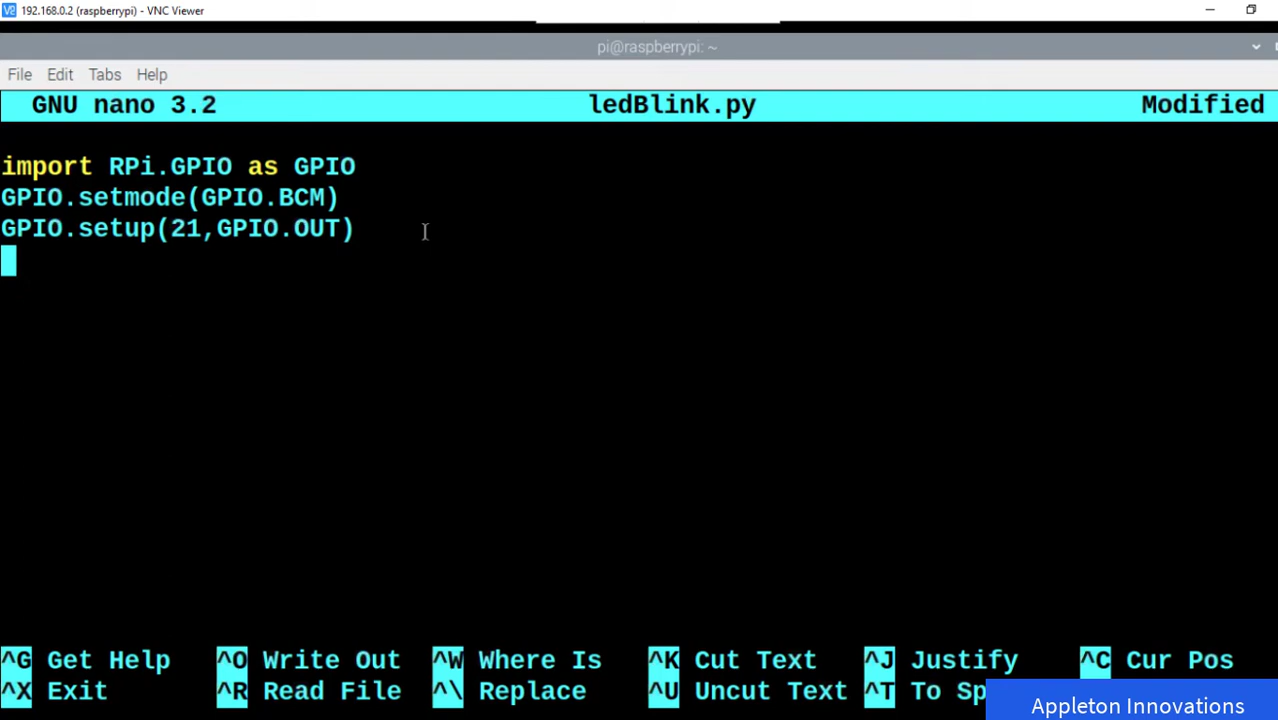 192.168.0.2 (raspberrypi) - VNC Viewer
pi@raspberrypi: ~
File Edit Tabs Help
GNU nano 3.2 ledBlink.py Modified
import RPi.GPIO as GPIO
GPIO.setmode(GPIO.BCM)
GPIO.setup(21,GPIO.OUT)
^G Get Help ^O Write Out ^W Where Is ^K Cut Text ^J Justify ^C Cur Pos
^X Exit ^R Read File ^\ Replace ^U Uncut Text ^T To Sp
Appleton Innovations